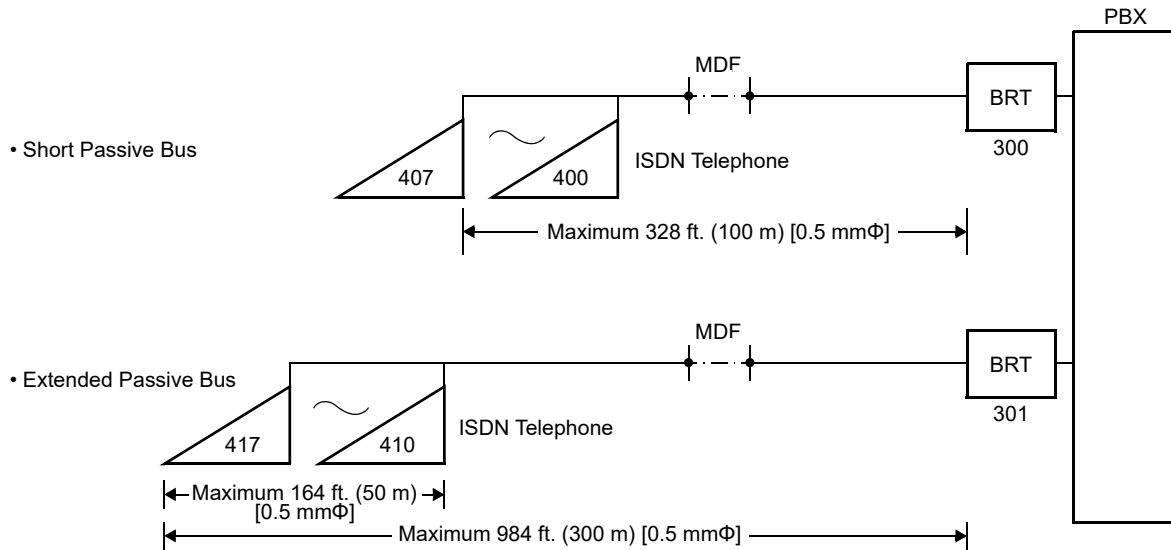 PBX
MDF
BRT
• Short Passive Bus
407
400
ISDN Telephone
300
Maximum 328 ft. (100 m) [0.5 mmΦ]
MDF
BRT
• Extended Passive Bus
417
410
ISDN Telephone
301
Maximum 164 ft. (50 m)
[0.5 mmΦ]
Maximum 984 ft. (300 m) [0.5 mmΦ]